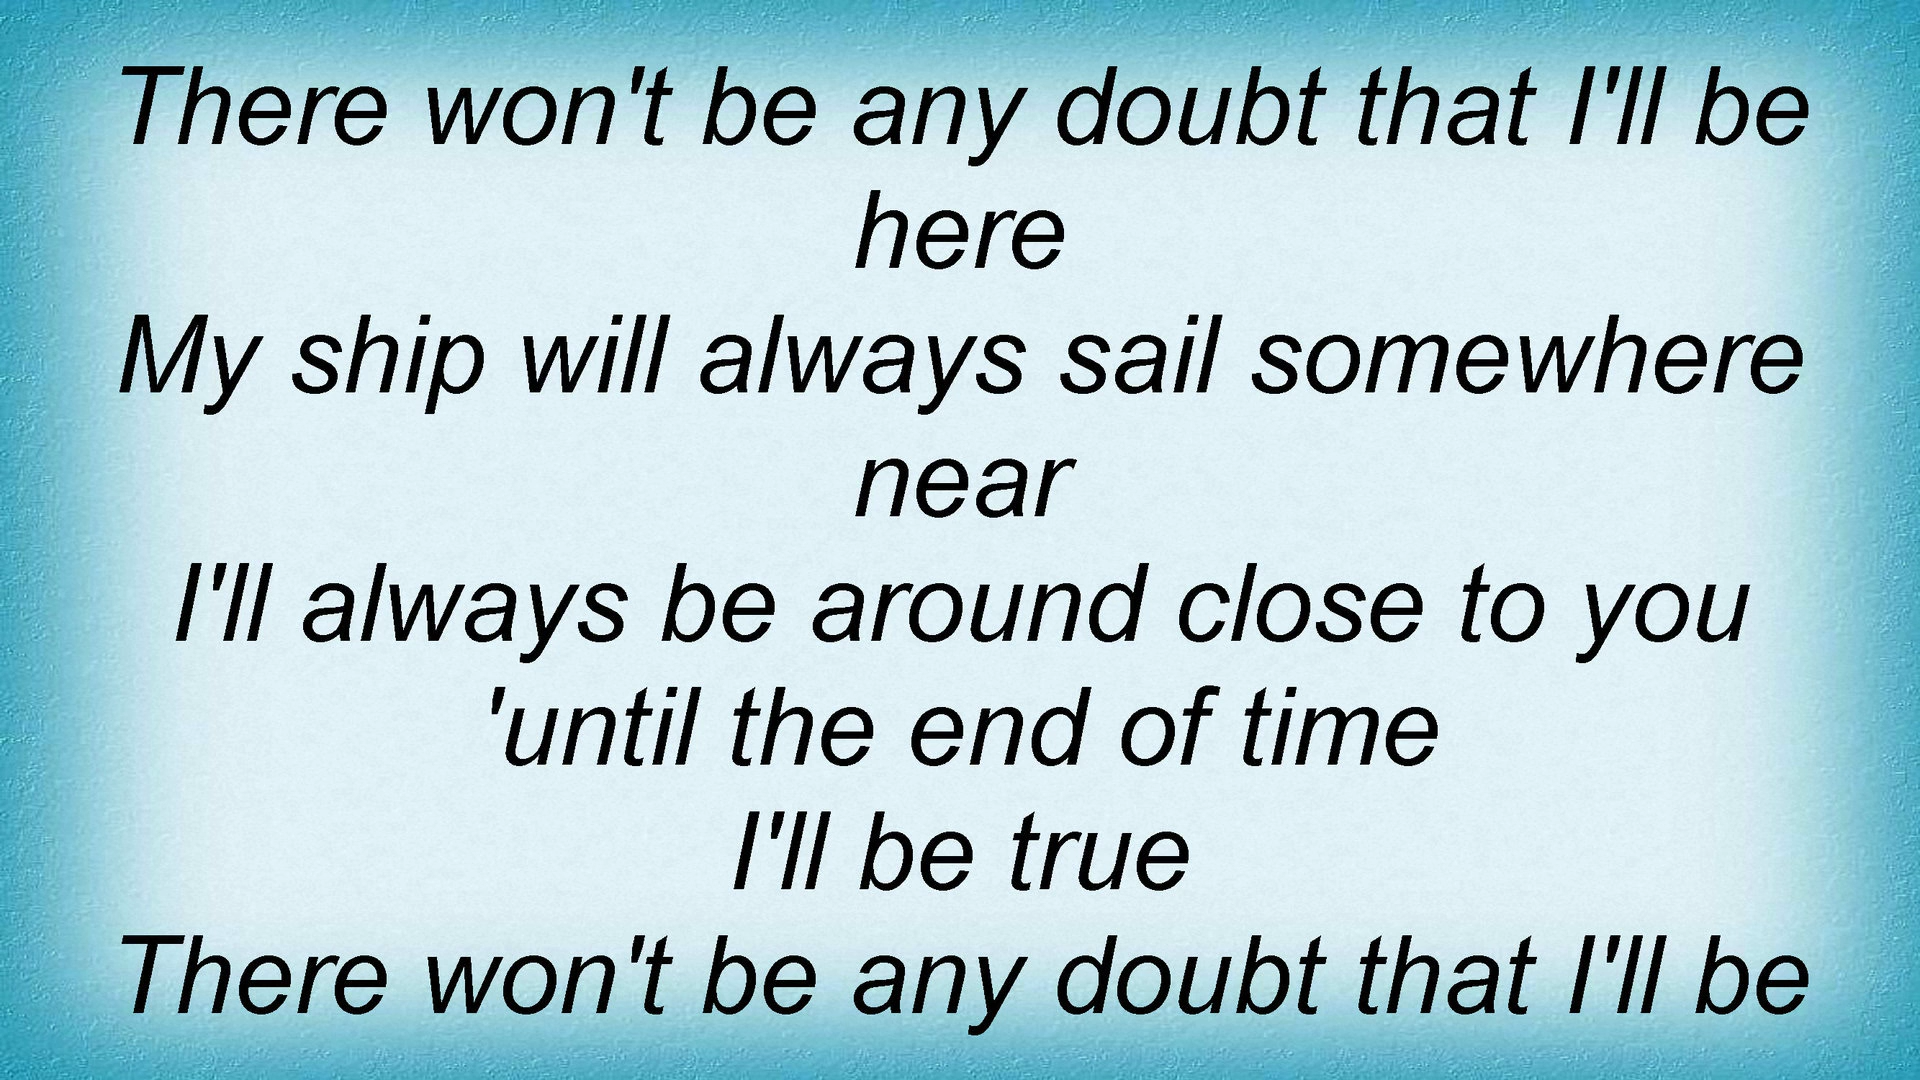 There won't be any doubt that I'll be
here
My ship will always sail somewhere
near
I'll always be around close to you
'until the end of time
I'll be true
There won't be any doubt that I'll be